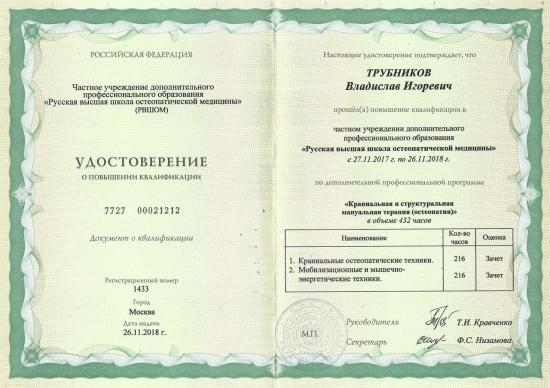 РОССИЙСКАЯ ФЕДЕРАЦИЯ
Частное учреждение дополнительного
профессионального образования
«Русская высшая школа остеопатической медицины»
(РВШОМ)
УДОСТОВЕРЕНИЕ
О ПОВЫШЕНИИ КВАЛИФИКАЦИИ
7727 00021212
Документ о квалификации
Регистрационный номер
1433
Город
Москва
Дата выдачи
26.11.2018 г.
Настоящее удостоверение подтверждает, что
ТРУБНИКОВ
Владислав Игоревич
прошёл(а) повышение квалификации в
частном учреждении дополнительного
профессионального образования
«Русская высшая школа остеопатической медицины»
с 27.11.2017 г. по 26.11.2018 г.
по дополнительной профессиональной программе
«Краниальная и структуральная
мануальная терапия (остеопатия)»
в объеме 432 часов
Наименование Кол-во часов Оценка
1. Краниальные остеопатические техники. 216 Зачет
2. Мобилизационные и мышечно-
энергетические техники. 216 Зачет
М.П.
Руководитель Т.И. Кравченко
Секретарь Ф.С. Низамова